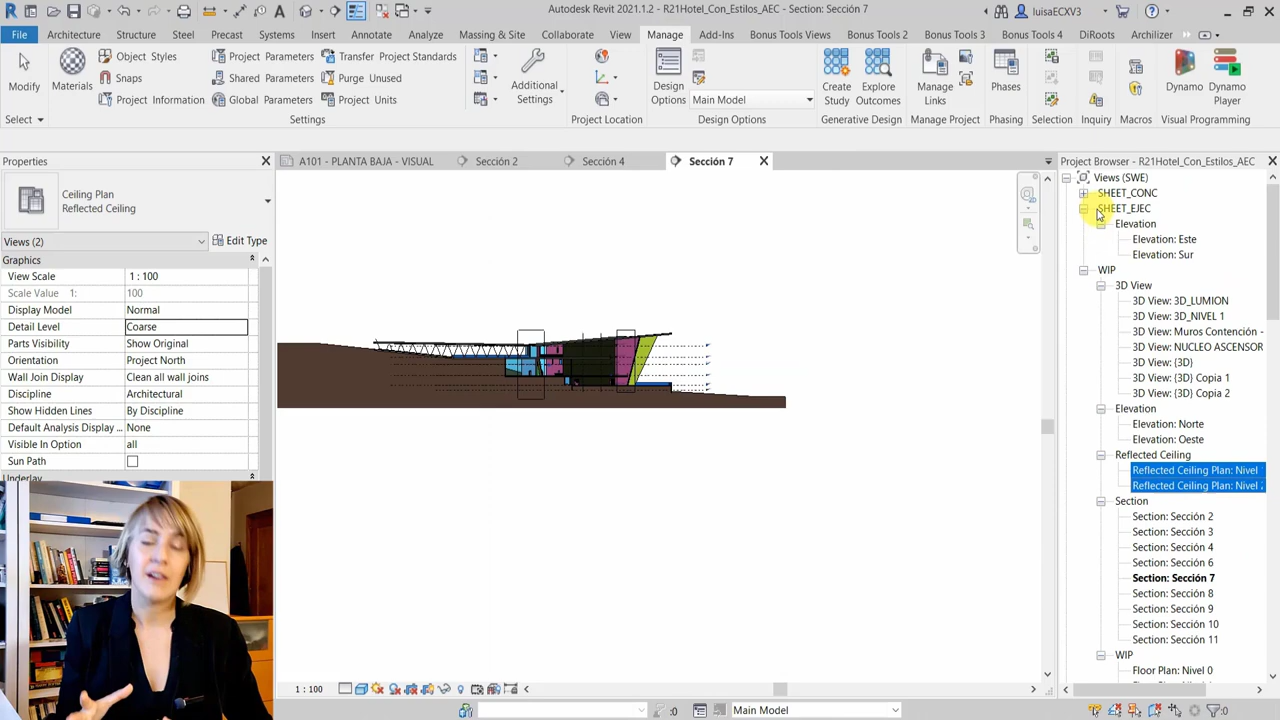 Autodesk Revit 2021.1.2 - R21Hotel_Con_Estilos_AEC - Section: Sección 7
luisaECXV3
File Architecture Structure Steel Precast Systems Insert Annotate Analyze Massing & Site Collaborate View Manage Add-Ins Bonus Tools Views Bonus Tools 2 Bonus Tools 3 Bonus Tools 4 DiRoots Archilizer
Modify
Materials
Object Styles
Snaps
Project Information
Project Parameters
Shared Parameters
Global Parameters
Transfer Project Standards
Purge Unused
Project Units
Additional Settings
Design Options
Main Model
Create Study
Explore Outcomes
Manage Links
Phases
Dynamo
Dynamo Player
Select
Settings
Project Location
Design Options
Generative Design
Manage Project
Phasing
Selection
Inquiry
Macros
Visual Programming
Properties
Ceiling Plan
Reflected Ceiling
Views (2)
Edit Type
Graphics
View Scale 1 : 100
Scale Value 1: 100
Display Model Normal
Detail Level Coarse
Parts Visibility Show Original
Orientation Project North
Wall Join Display Clean all wall joins
Discipline Architectural
Show Hidden Lines By Discipline
Default Analysis Display ... None
Visible In Option all
Sun Path
Underlay
A101 - PLANTA BAJA - VISUAL
Sección 2
Sección 4
Sección 7
1 : 100
:0
Main Model
:0
Project Browser - R21Hotel_Con_Estilos_AEC
Views (SWE)
SHEET_CONC
SHEET_EJEC
Elevation
Elevation: Este
Elevation: Sur
WIP
3D View
3D View: 3D_LUMION
3D View: 3D_NIVEL 1
3D View: Muros Contención -
3D View: NUCLEO ASCENSOR
3D View: {3D}
3D View: {3D} Copia 1
3D View: {3D} Copia 2
Elevation
Elevation: Norte
Elevation: Oeste
Reflected Ceiling
Reflected Ceiling Plan: Nivel
Reflected Ceiling Plan: Nivel
Section
Section: Sección 2
Section: Sección 3
Section: Sección 4
Section: Sección 6
Section: Sección 7
Section: Sección 8
Section: Sección 9
Section: Sección 10
Section: Sección 11
WIP
Floor Plan: Nivel 0